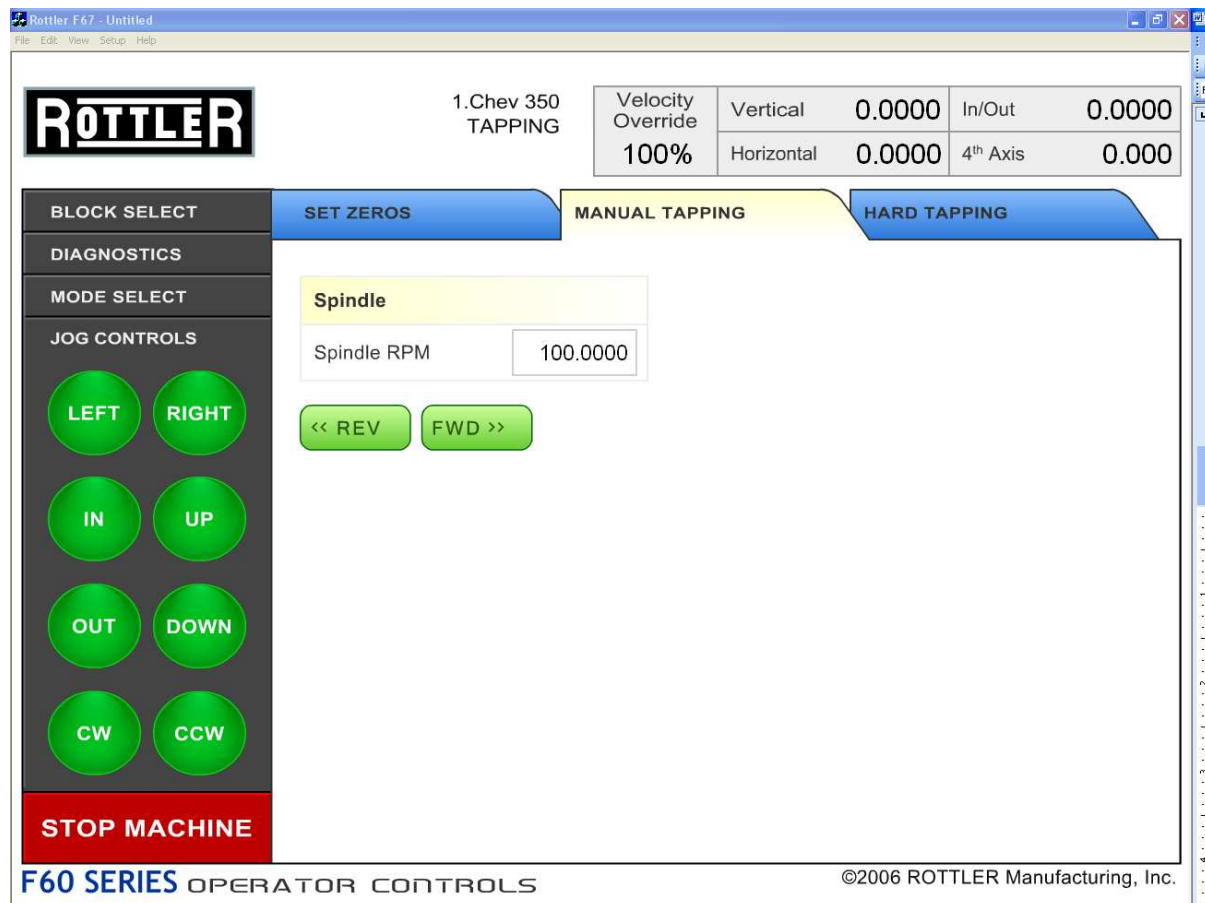 Rottler F67 - Untitled
File Edit View Setup Help
ROTTLER
1.Chev 350
TAPPING
Velocity
Override
100%
Vertical 0.0000 In/Out 0.0000
Horizontal 0.0000 4th Axis 0.000
BLOCK SELECT
DIAGNOSTICS
MODE SELECT
JOG CONTROLS
LEFT RIGHT
IN UP
OUT DOWN
CW CCW
STOP MACHINE
SET ZEROS MANUAL TAPPING HARD TAPPING
Spindle
Spindle RPM 100.0000
<< REV FWD >>
F60 SERIES OPERATOR CONTROLS
©2006 ROTTLER Manufacturing, Inc.